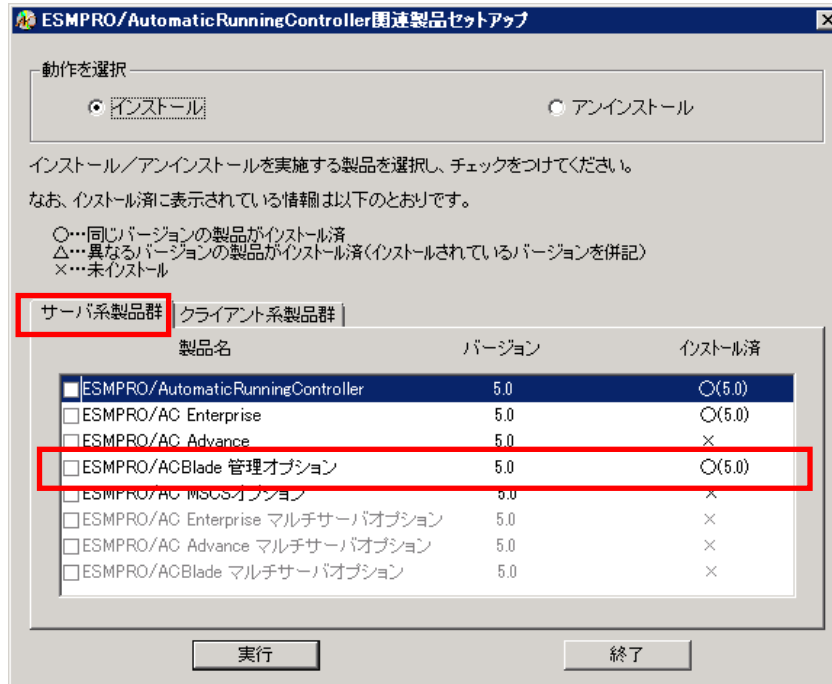 ESMPRO/AutomaticRunningController関連製品セットアップ
動作を選択
インストール
アンインストール
インストール／アンインストールを実施する製品を選択し、チェックをつけてください。
なお、インストール済に表示されている情報は以下のとおりです。
○…同じバージョンの製品がインストール済
△…異なるバージョンの製品がインストール済(インストールされているバージョンを併記)
×…未インストール
サーバ系製品群 クライアント系製品群
製品名 バージョン インストール済
ESMPRO/AutomaticRunningController 5.0 ○(5.0)
ESMPRO/AC Enterprise 5.0 ○(5.0)
ESMPRO/AC Advance 5.0 ×
ESMPRO/ACBlade 管理オプション 5.0 ○(5.0)
ESMPRO/AC MSCSオプション 5.0 ×
ESMPRO/AC Enterprise マルチサーバオプション 5.0 ×
ESMPRO/AC Advance マルチサーバオプション 5.0 ×
ESMPRO/ACBlade マルチサーバオプション 5.0 ×
実行 終了